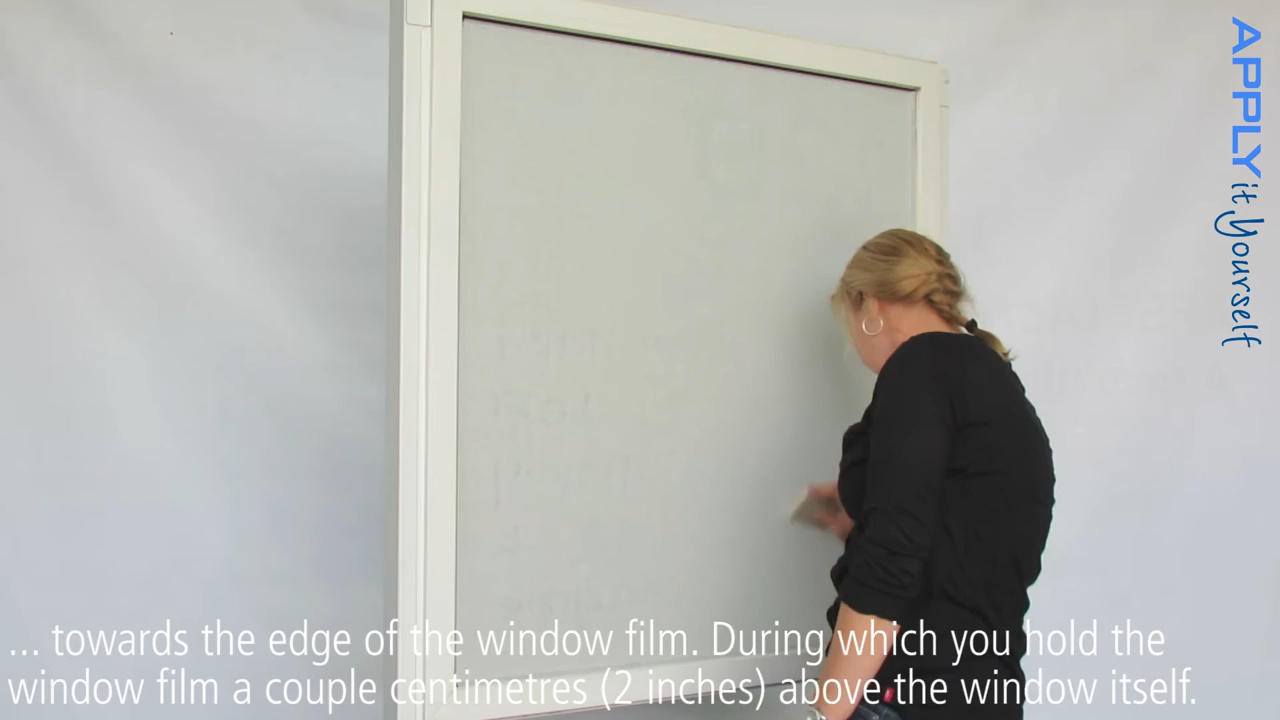 APPLY it Yourself
... towards the edge of the window film. During which you hold the
window film a couple centimetres (2 inches) above the window itself.